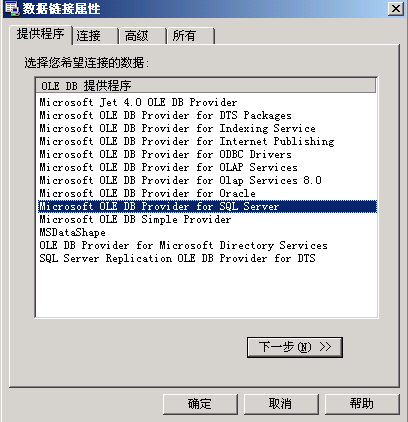 数据链接属性
提供程序 连接 高级 所有
选择您希望连接的数据:
OLE DB 提供程序
Microsoft Jet 4.0 OLE DB Provider
Microsoft OLE DB Provider for DTS Packages
Microsoft OLE DB Provider for Indexing Service
Microsoft OLE DB Provider for Internet Publishing
Microsoft OLE DB Provider for ODBC Drivers
Microsoft OLE DB Provider for OLAP Services
Microsoft OLE DB Provider for Olap Services 8.0
Microsoft OLE DB Provider for Oracle
Microsoft OLE DB Provider for SQL Server
Microsoft OLE DB Simple Provider
MSDataShape
OLE DB Provider for Microsoft Directory Services
SQL Server Replication OLE DB Provider for DTS
下一步(N) >>
确定 取消 帮助